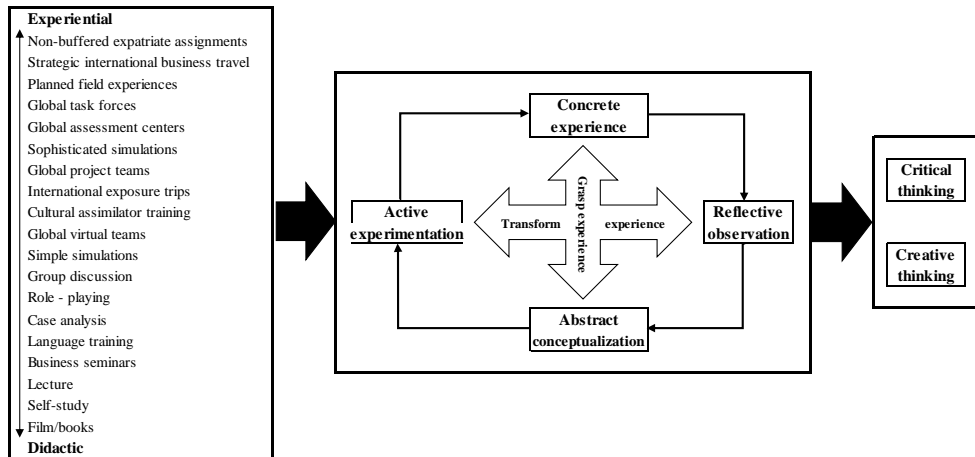 Experiential
Non-buffered expatriate assignments
Strategic international business travel
Planned field experiences
Global task forces
Global assessment centers
Sophisticated simulations
Global project teams
International exposure trips
Cultural assimilator training
Global virtual teams
Simple simulations
Group discussion
Role - playing
Case analysis
Language training
Business seminars
Lecture
Self-study
Film/books
Didactic
Concrete
experience
Active
experimentation
Transform
Grasp experience
experience
Reflective
observation
Abstract
conceptualization
Critical
thinking
Creative
thinking